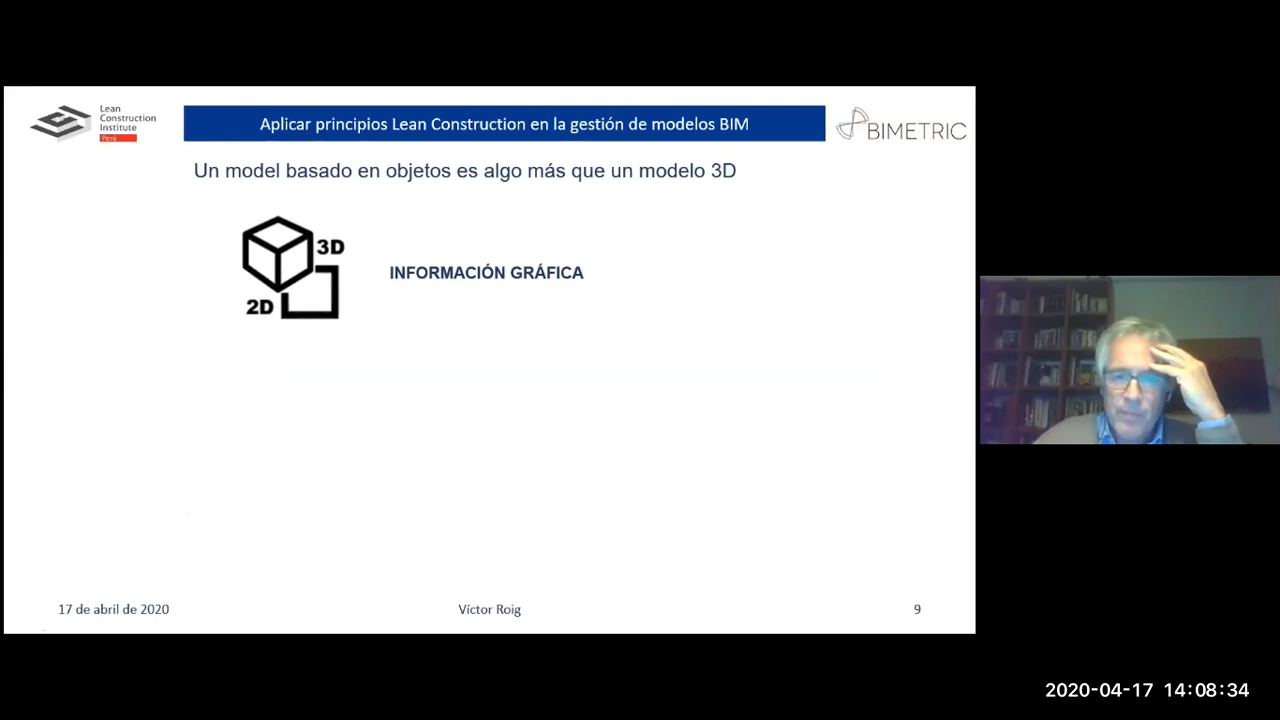 Lean
Construction
Institute
Perú
Aplicar principios Lean Construction en la gestión de modelos BIM
BIMETRIC
Un model basado en objetos es algo más que un modelo 3D
3D
2D
INFORMACIÓN GRÁFICA
17 de abril de 2020
Víctor Roig
9
2020-04-17 14:08:34